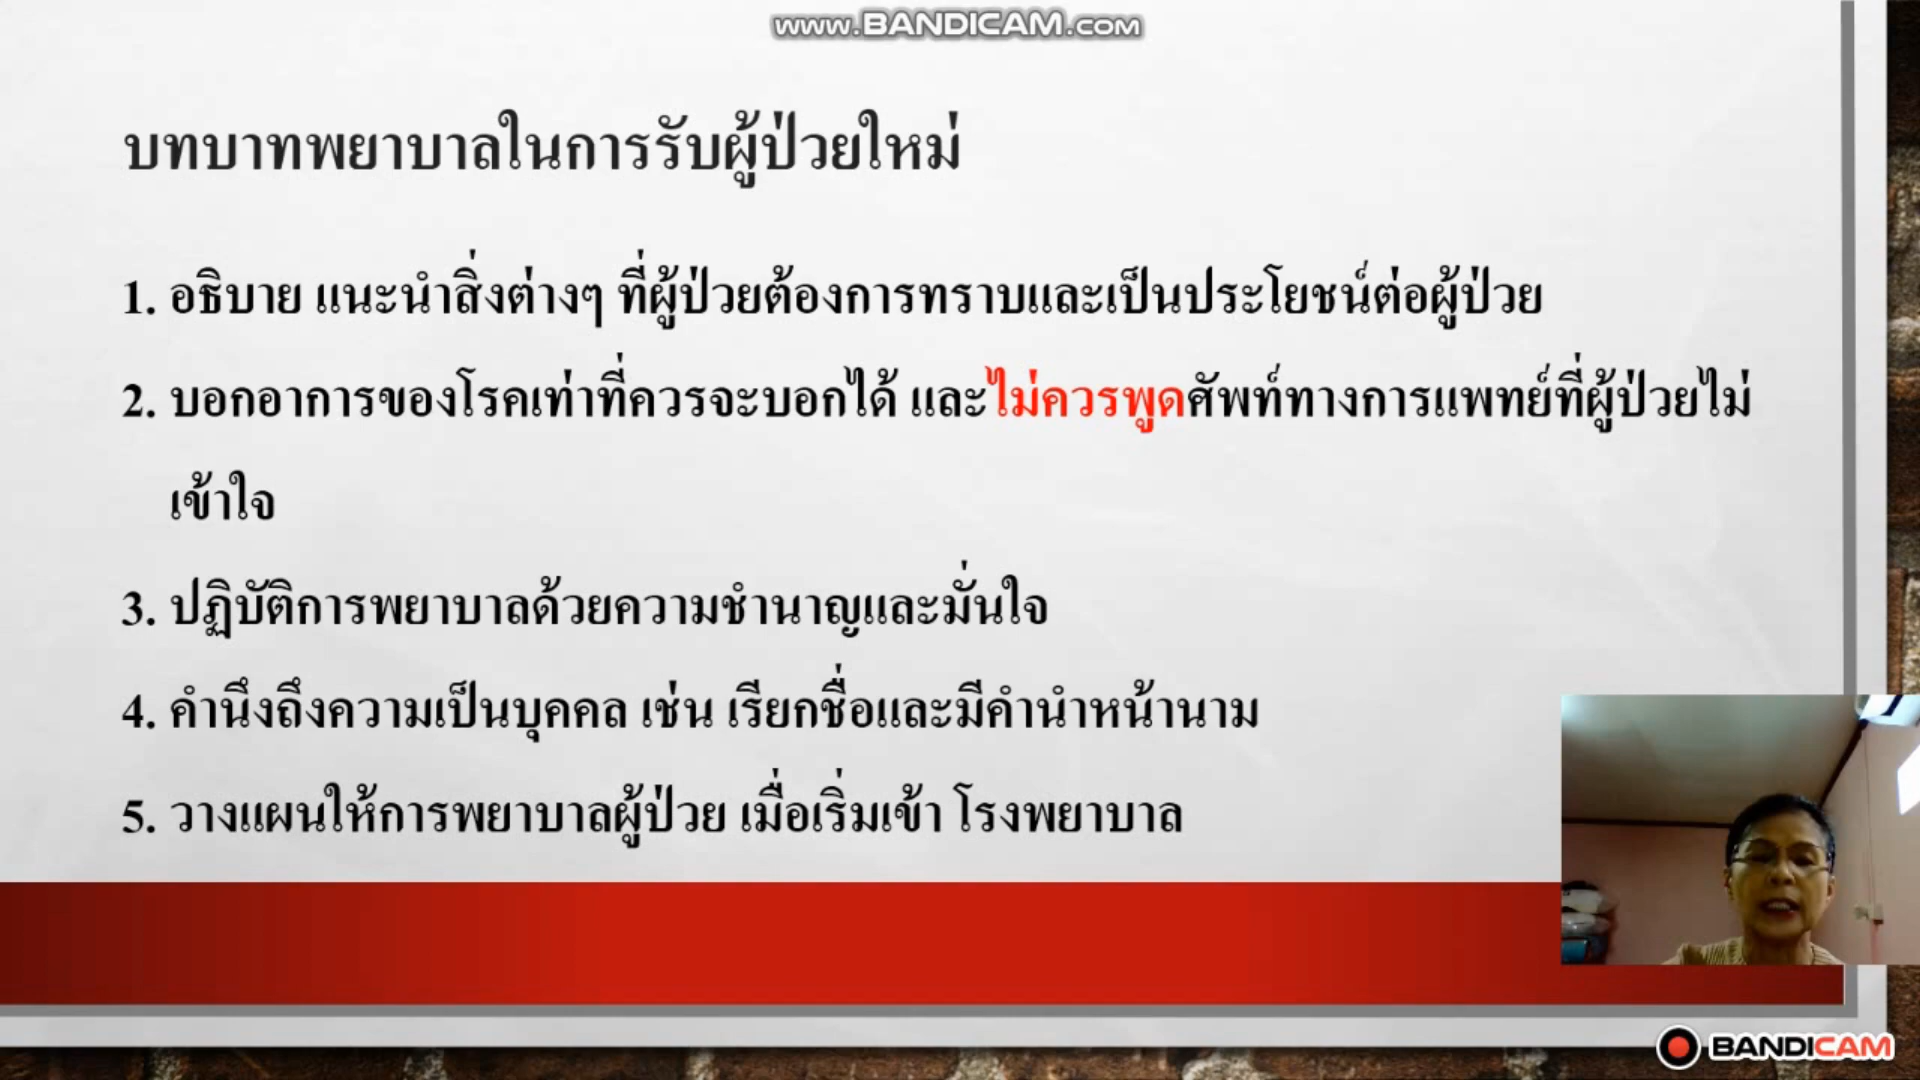 www.BANDICAM.com
บทบาทพยาบาลในการรับผู้ป่วยใหม่
1. อธิบาย แนะนำสิ่งต่างๆ ที่ผู้ป่วยต้องการทราบและเป็นประโยชน์ต่อผู้ป่วย
2. บอกอาการของโรคเท่าที่ควรจะบอกได้ และไม่ควรพูดศัพท์ทางการแพทย์ที่ผู้ป่วยไม่
เข้าใจ
3. ปฏิบัติการพยาบาลด้วยความชำนาญและมั่นใจ
4. คำนึงถึงความเป็นบุคคล เช่น เรียกชื่อและมีคำนำหน้านาม
5. วางแผนให้การพยาบาลผู้ป่วย เมื่อเริ่มเข้า โรงพยาบาล
BANDICAM